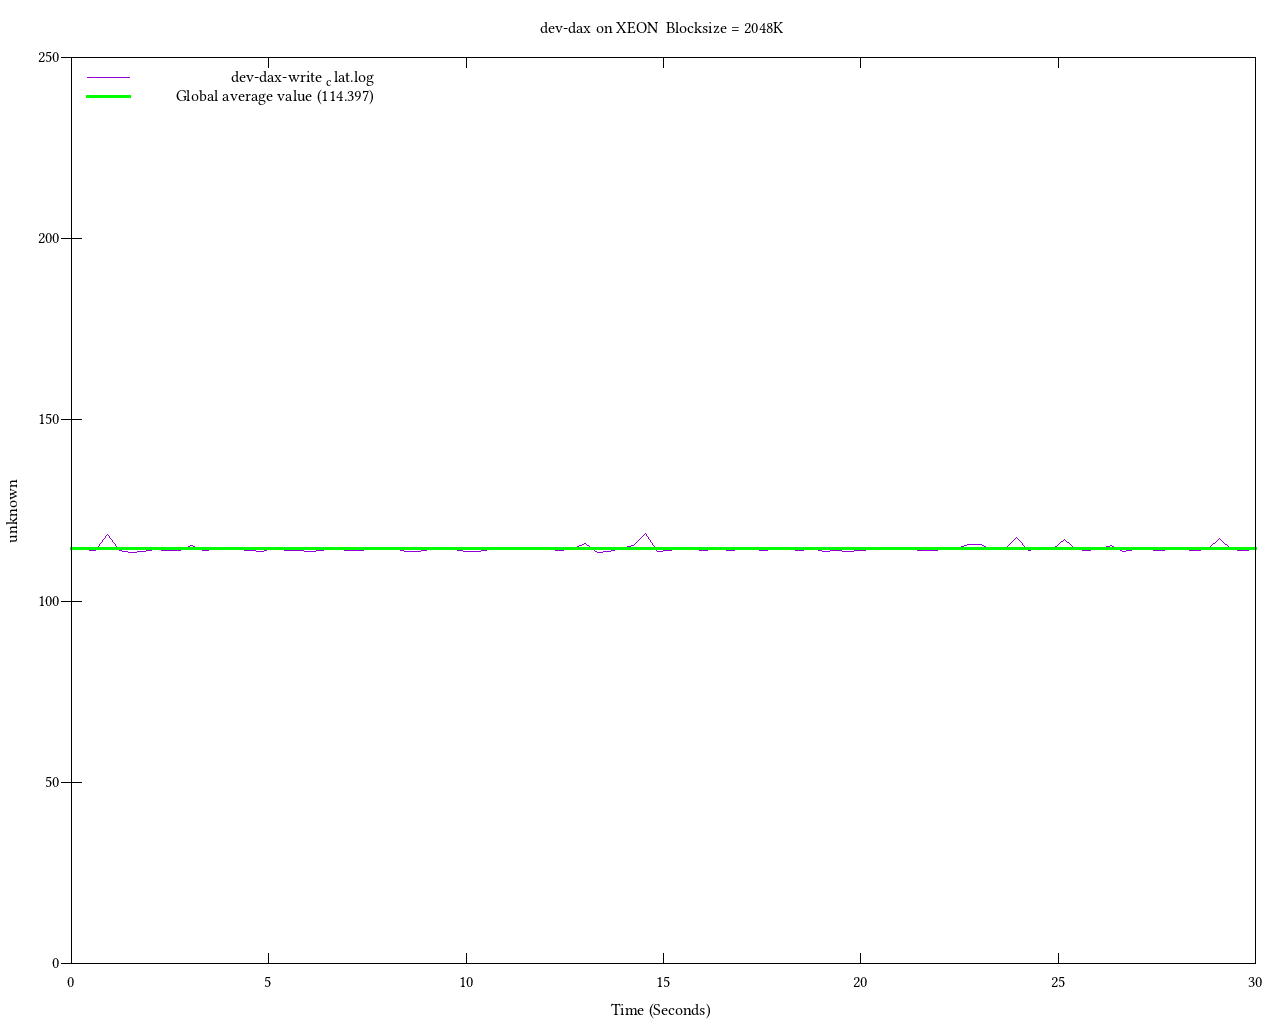 dev-dax on XEON  Blocksize = 2048K
250
dev-dax-write c lat.log
Global average value (114.397)
200
150
unknown
100
50
0
0 5 10 15 20 25 30
Time (Seconds)